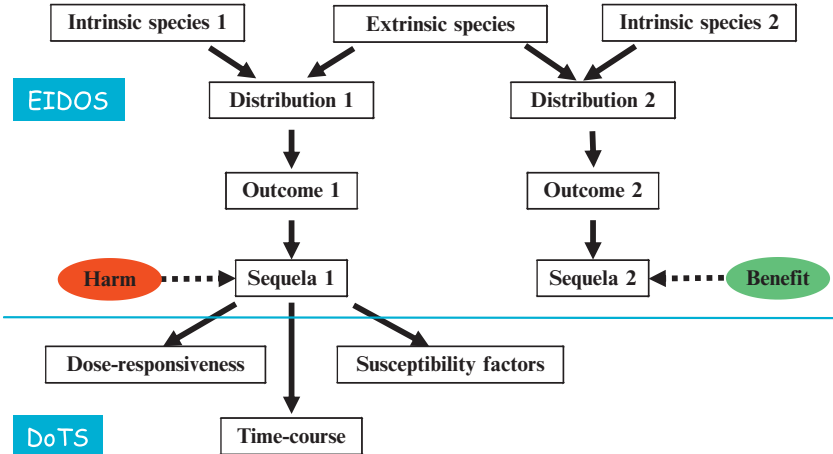 Intrinsic species 1
Extrinsic species
Intrinsic species 2
EIDOS
Distribution 1
Distribution 2
Outcome 1
Outcome 2
Harm
Sequela 1
Sequela 2
Benefit
Dose-responsiveness
Susceptibility factors
DoTS
Time-course